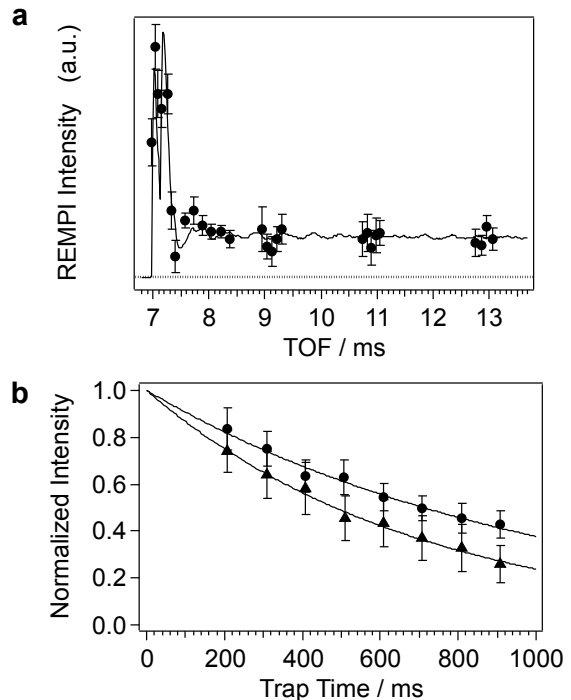 a
REMPI Intensity (a.u.)
7 8 9 10 11 12 13
TOF / ms
b
Normalized Intensity
1.0
0.8
0.6
0.4
0.2
0.0
0 200 400 600 800 1000
Trap Time / ms